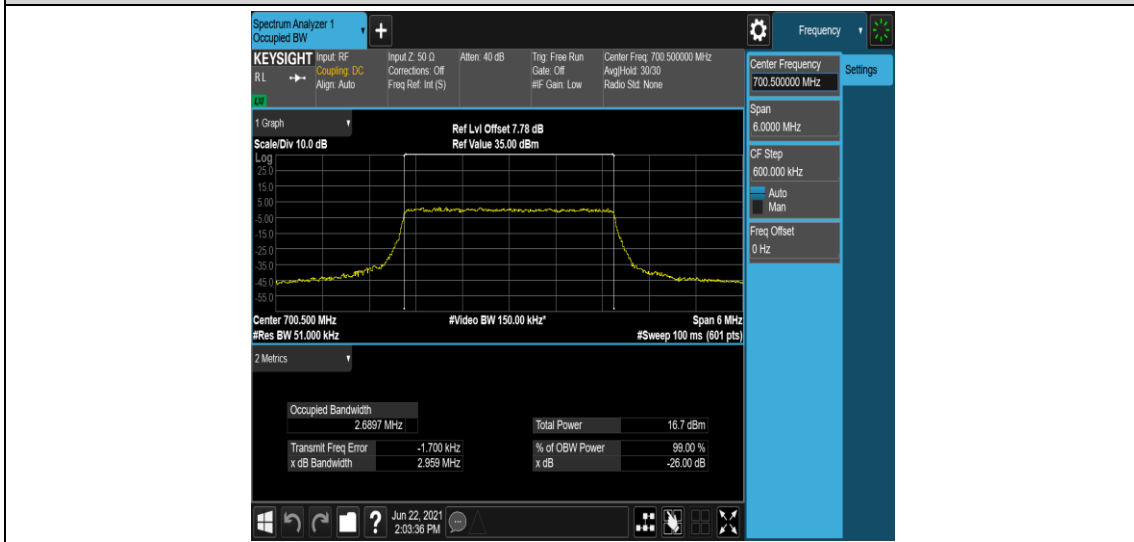 Spectrum Analyzer 1
Occupied BW
+
Frequency
KEYSIGHT Input: RF Input Z: 50 Ω Atten: 40 dB Trig: Free Run Center Freq: 700.500000 MHz
RL Coupling: DC Corrections: Off Gate: Off Avg|Hold: 30/30
Align: Auto Freq Ref: Int (S) #IF Gain: Low Radio Std: None
Center Frequency
700.500000 MHz
Settings
Span
6.0000 MHz
CF Step
600.000 kHz
Auto
Man
Freq Offset
0 Hz
1 Graph
Ref Lvl Offset 7.78 dB
Scale/Div 10.0 dB Ref Value 35.00 dBm
Log
25.0
15.0
5.00
-5.00
-15.0
-25.0
-35.0
-45.0
-55.0
Center 700.500 MHz #Video BW 150.00 kHz* Span 6 MHz
#Res BW 51.000 kHz #Sweep 100 ms (601 pts)
2 Metrics
Occupied Bandwidth
2.6897 MHz Total Power 16.7 dBm
Transmit Freq Error -1.700 kHz % of OBW Power 99.00 %
x dB Bandwidth 2.959 MHz x dB -26.00 dB
? Jun 22, 2021
2:03:36 PM